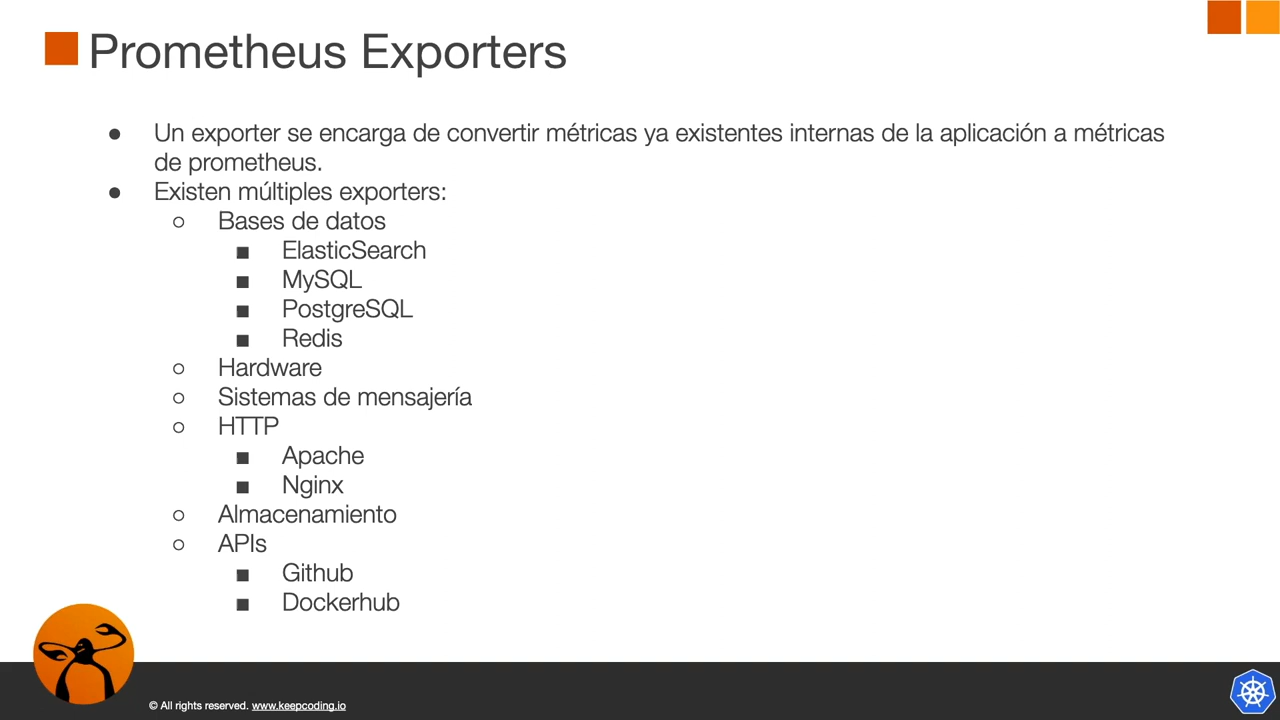 Prometheus Exporters
● Un exporter se encarga de convertir métricas ya existentes internas de la aplicación a métricas
de prometheus.
● Existen múltiples exporters:
○ Bases de datos
■ ElasticSearch
■ MySQL
■ PostgreSQL
■ Redis
○ Hardware
○ Sistemas de mensajería
○ HTTP
■ Apache
■ Nginx
○ Almacenamiento
○ APIs
■ Github
■ Dockerhub
© All rights reserved. www.keepcoding.io